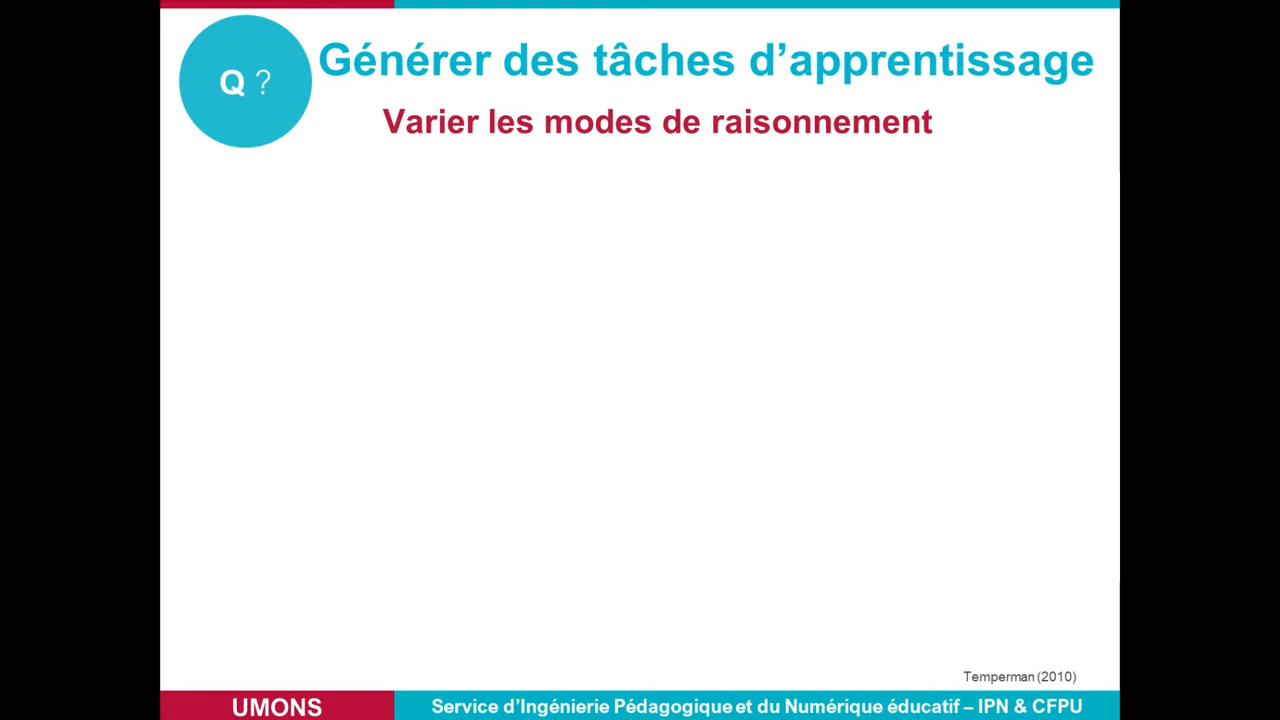 Q ?
Générer des tâches d’apprentissage
Varier les modes de raisonnement
Temperman (2010)
UMONS
Service d’Ingénierie Pédagogique et du Numérique éducatif – IPN & CFPU